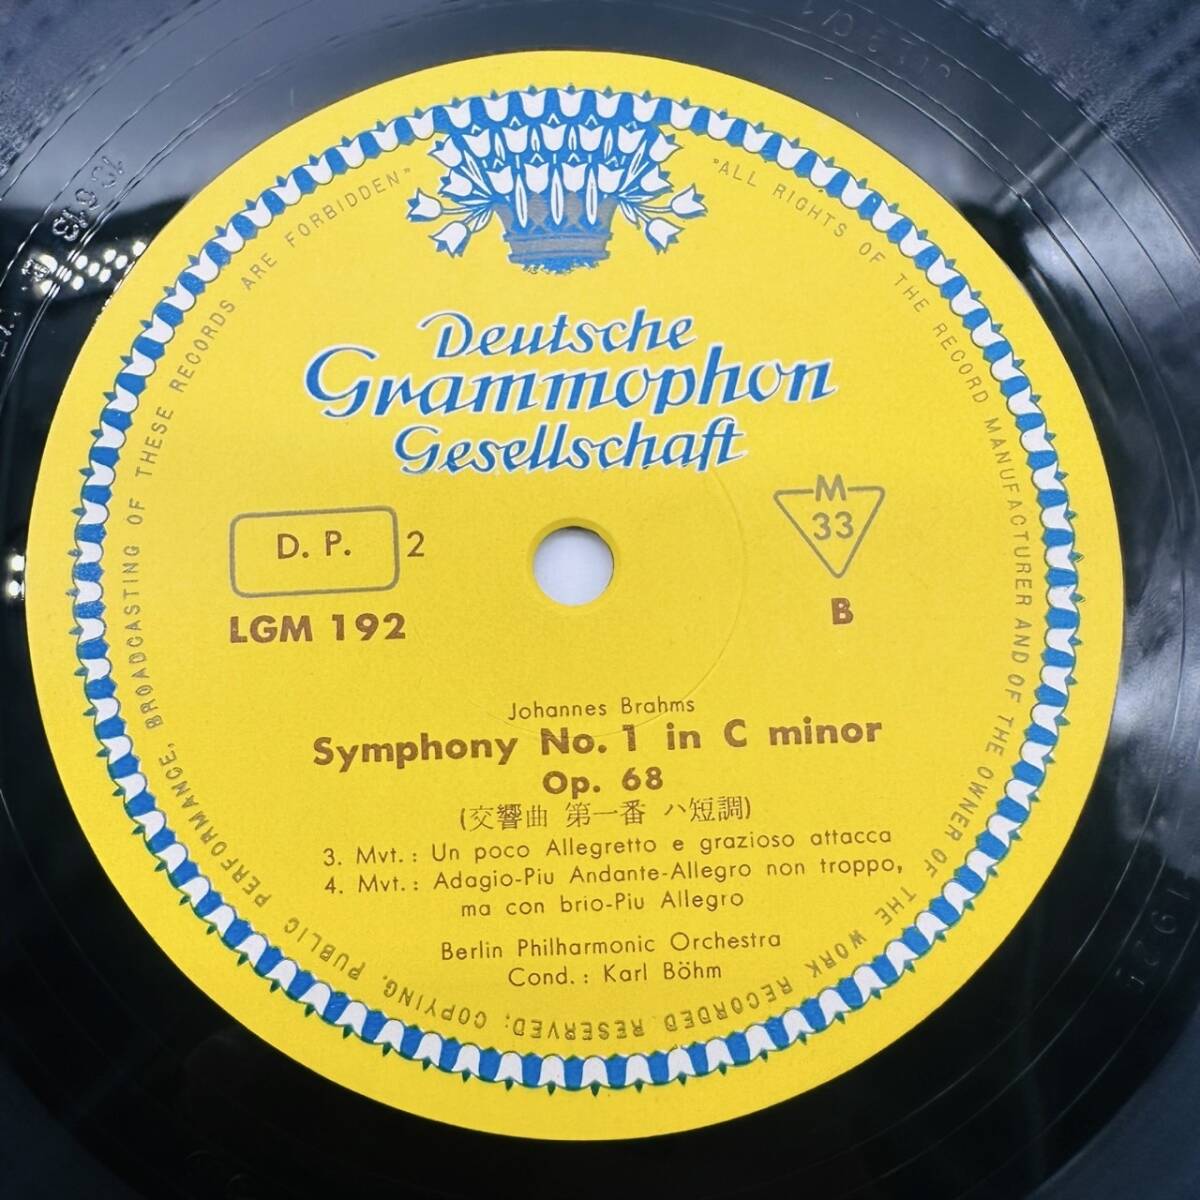 "ALL RIGHTS OF THE RECORD MANUFACTURER AND OF THE OWNER OF THE WORK RECORDED RESERVED; COPYING, PUBLIC PERFORMANCE, BROADCASTING OF THESE RECORDS ARE FORBIDDEN"
Deutsche
Grammophon
Gesellschaft
D. P. 2
LGM 192
M
33
B
Johannes Brahms
Symphony No. 1 in C minor
Op. 68
(交響曲 第一番 ハ短調)
3. Mvt. : Un poco Allegretto e grazioso attacca
4. Mvt. : Adagio-Piu Andante-Allegro non troppo,
ma con brio-Piu Allegro
Berlin Philharmonic Orchestra
Cond. : Karl Böhm